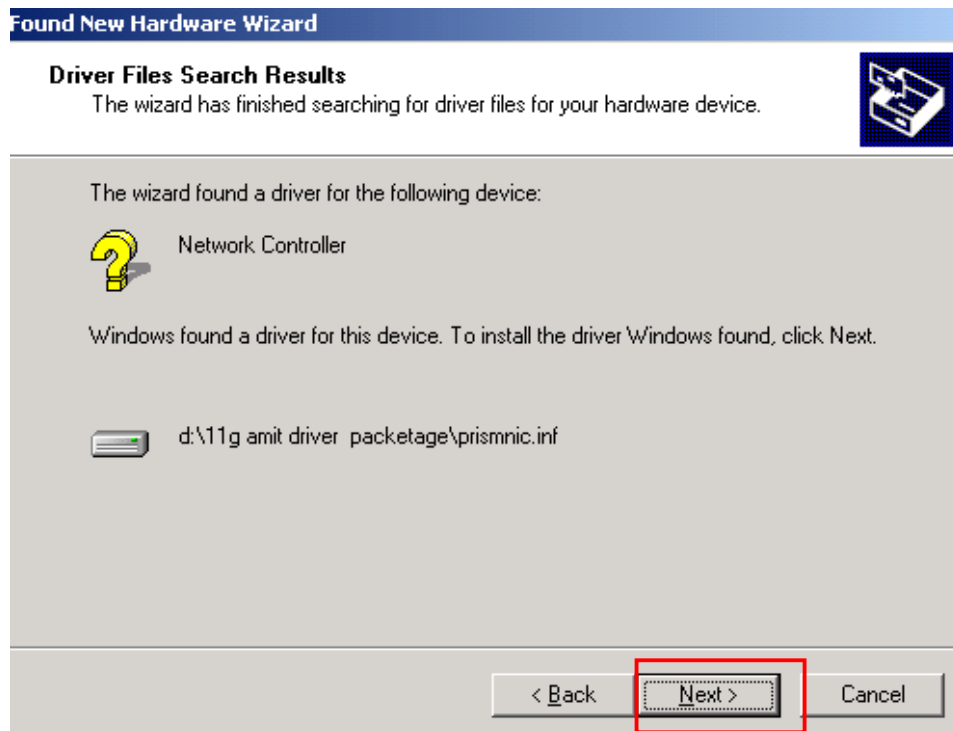 Found New Hardware Wizard
Driver Files Search Results
The wizard has finished searching for driver files for your hardware device.
The wizard found a driver for the following device:
Network Controller
Windows found a driver for this device. To install the driver Windows found, click Next.
d:\11g amit driver  packetage\prismnic.inf
< Back
Next >
Cancel